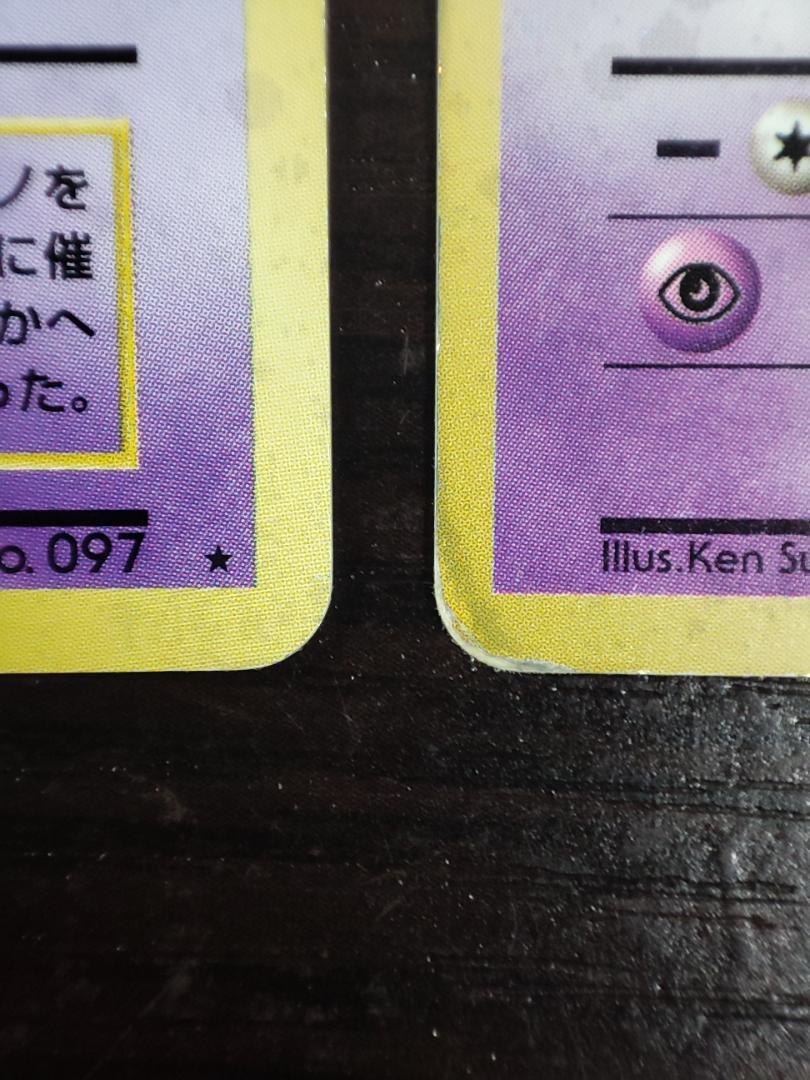 ノを
に催
かへ
った。
o. 097 ★
Illus. Ken Su